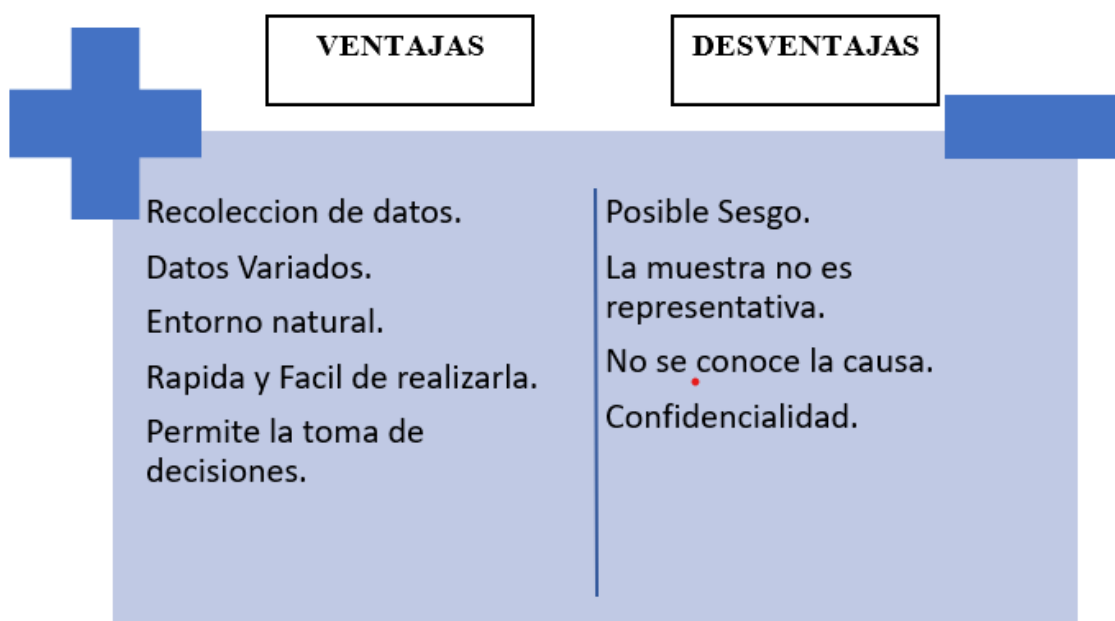 VENTAJAS
DESVENTAJAS
Recoleccion de datos.
Datos Variados.
Entorno natural.
Rapida y Facil de realizarla.
Permite la toma de
decisiones.
Posible Sesgo.
La muestra no es
representativa.
No se conoce la causa.
Confidencialidad.